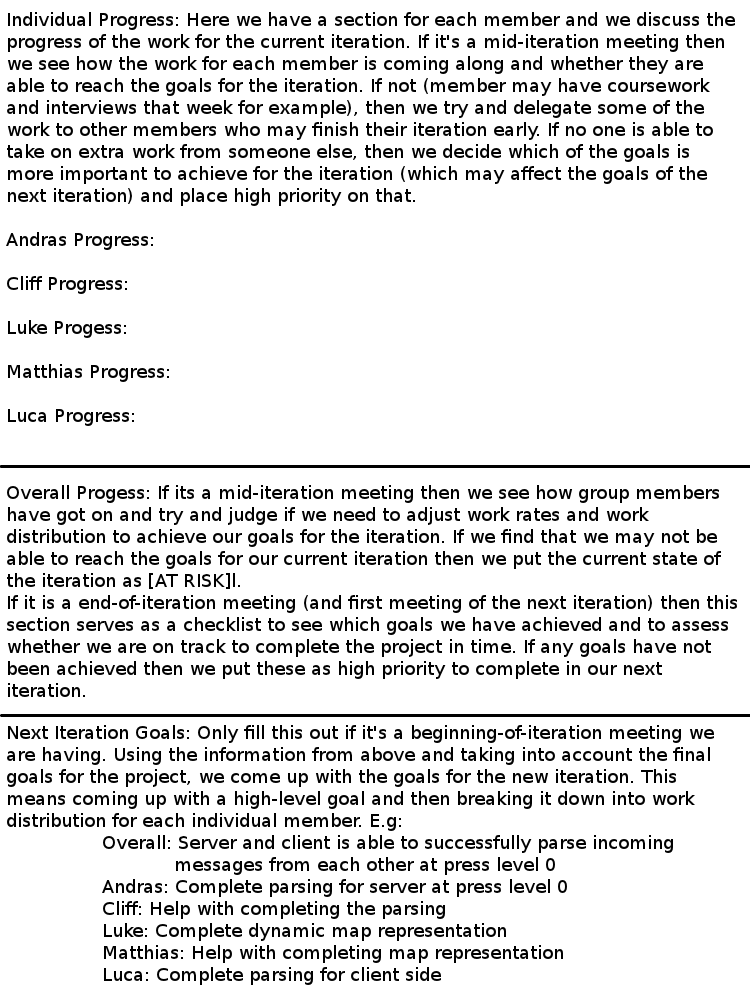 Individual Progress: Here we have a section for each member and we discuss the
progress of the work for the current iteration. If it's a mid-iteration meeting then
we see how the work for each member is coming along and whether they are
able to reach the goals for the iteration. If not (member may have coursework
and interviews that week for example), then we try and delegate some of the
work to other members who may finish their iteration early. If no one is able to
take on extra work from someone else, then we decide which of the goals is
more important to achieve for the iteration (which may affect the goals of the
next iteration) and place high priority on that.
Andras Progress:
Cliff Progress:
Luke Progess:
Matthias Progress:
Luca Progress:
Overall Progess: If its a mid-iteration meeting then we see how group members
have got on and try and judge if we need to adjust work rates and work
distribution to achieve our goals for the iteration. If we find that we may not be
able to reach the goals for our current iteration then we put the current state of
the iteration as [AT RISK]l.
If it is a end-of-iteration meeting (and first meeting of the next iteration) then this
section serves as a checklist to see which goals we have achieved and to assess
whether we are on track to complete the project in time. If any goals have not
been achieved then we put these as high priority to complete in our next
iteration.
Next Iteration Goals: Only fill this out if it's a beginning-of-iteration meeting we
are having. Using the information from above and taking into account the final
goals for the project, we come up with the goals for the new iteration. This
means coming up with a high-level goal and then breaking it down into work
distribution for each individual member. E.g:
Overall: Server and client is able to successfully parse incoming
messages from each other at press level 0
Andras: Complete parsing for server at press level 0
Cliff: Help with completing the parsing
Luke: Complete dynamic map representation
Matthias: Help with completing map representation
Luca: Complete parsing for client side